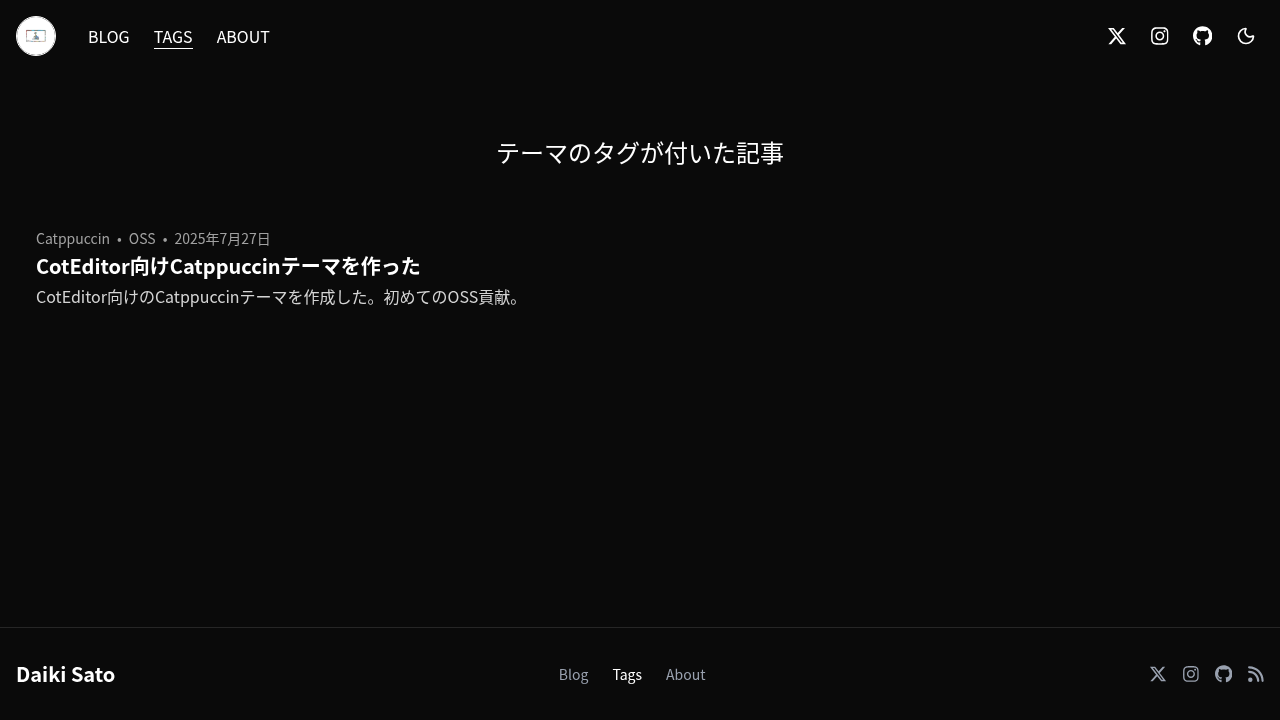 BLOG TAGS ABOUT
テーマのタグが付いた記事
Catppuccin • OSS • 2025年7月27日
CotEditor向けCatppuccinテーマを作った
CotEditor向けのCatppuccinテーマを作成した。初めてのOSS貢献。
Daiki Sato Blog Tags About